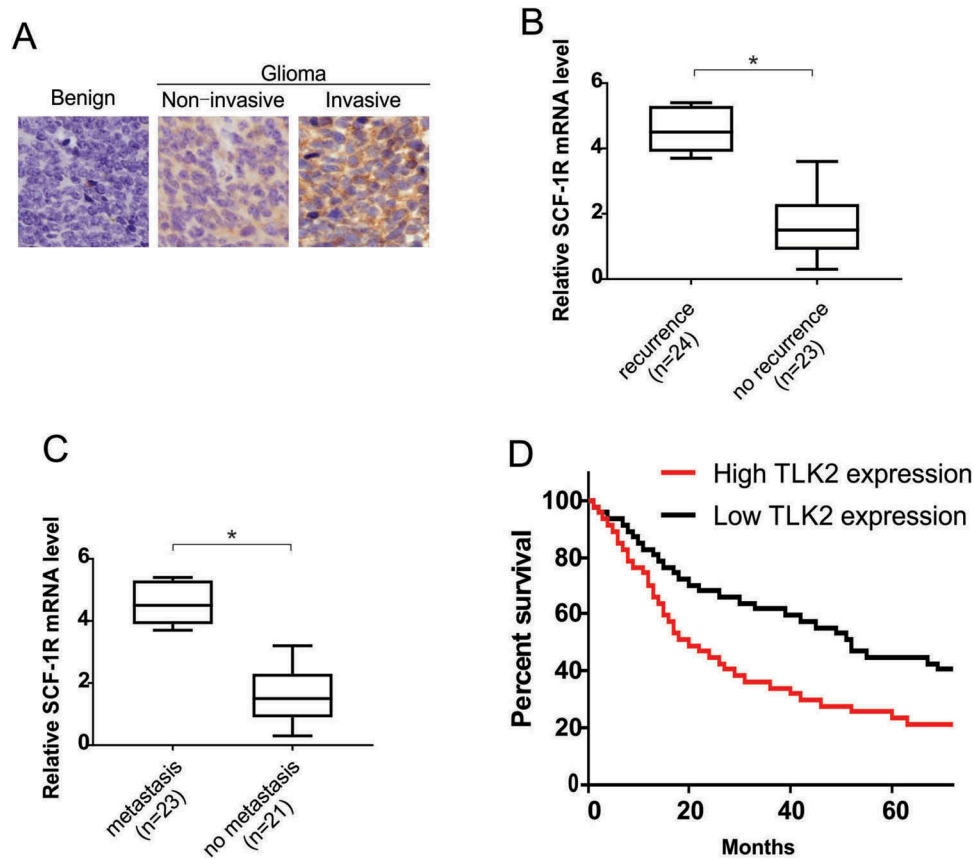 A
Glioma
Benign
Non-invasive
Invasive
B
Relative SCF-1R mRNA level
6
4
2
0
*
recurrence
(n=24)
no recurrence
(n=23)
C
Relative SCF-1R mRNA level
6
4
2
0
*
metastasis
(n=23)
no metastasis
(n=21)
D
High TLK2 expression
Low TLK2 expression
Percent survival
100
80
60
40
20
0
0
20
40
60
Months